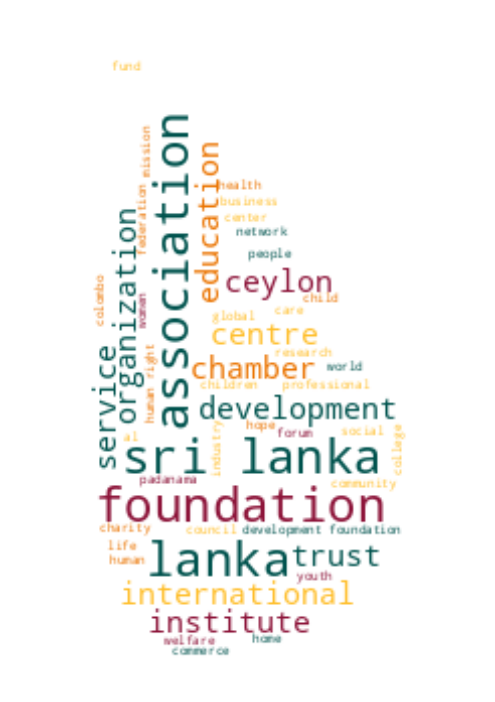 fund
association
mission
education
health
federation
business
organization
center
network
people
ceylon
colombo
women
child
care
global
centre
research
service
human right
chamber
world
children
professional
development
hope
forum
social
college
al
industry
sri lanka
padanama
community
foundation
charity
council
development foundation
life
human
lanka
trust
youth
international
institute
welfare
home
commerce